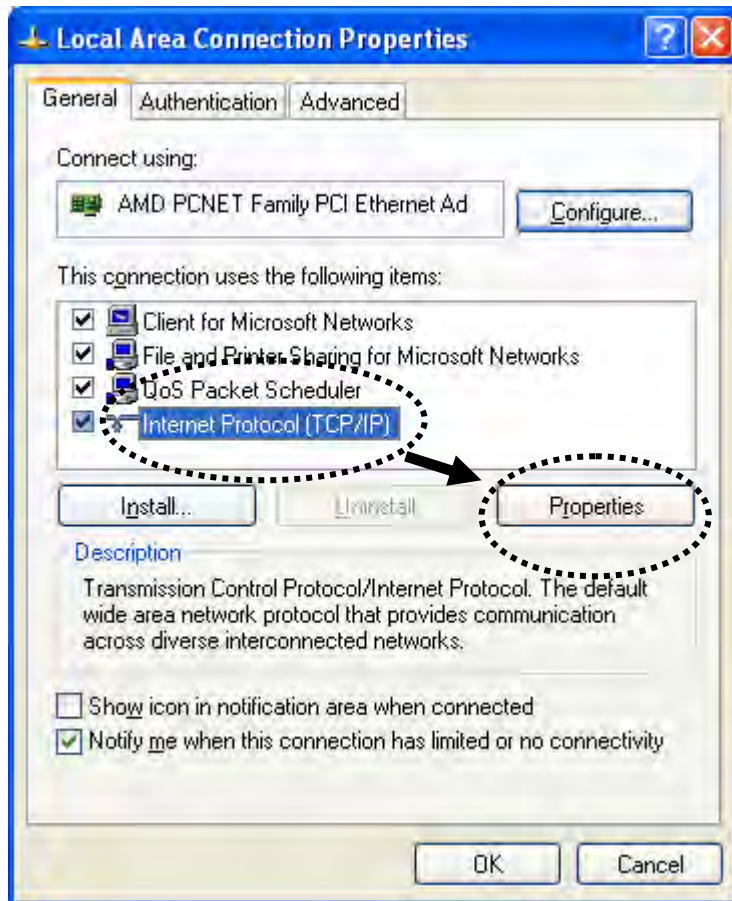 Local Area Connection Properties
General Authentication Advanced
Connect using:
AMD PCNET Family PCI Ethernet Ad
Configure...
This connection uses the following items:
Client for Microsoft Networks
File and Printer Sharing for Microsoft Networks
QoS Packet Scheduler
Internet Protocol (TCP/IP)
Install... Uninstall Properties
Description
Transmission Control Protocol/Internet Protocol. The default
wide area network protocol that provides communication
across diverse interconnected networks.
Show icon in notification area when connected
Notify me when this connection has limited or no connectivity
OK Cancel